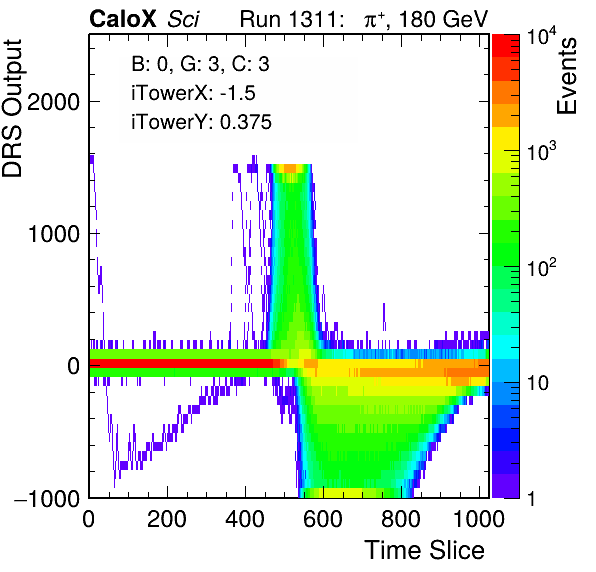 CaloX Sci Run 1311: π⁺, 180 GeV
B: 0, G: 3, C: 3
iTowerX: -1.5
iTowerY: 0.375
DRS Output
2000
1000
0
−1000
0 200 400 600 800 1000
Time Slice
Events
10⁴
10³
10²
10
1